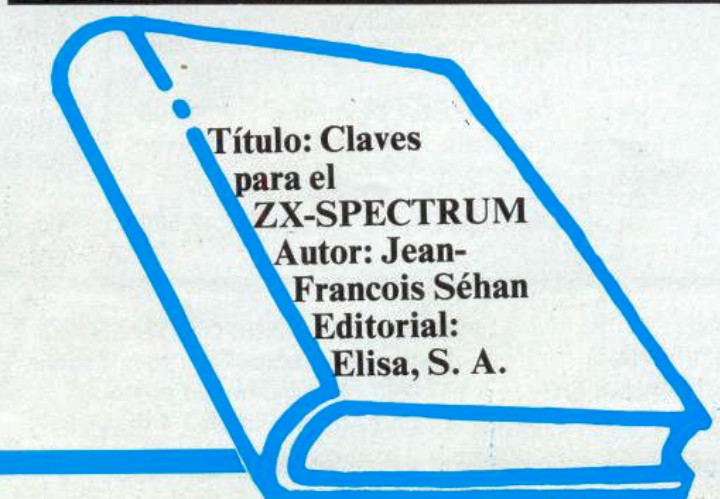 Título: Claves
para el
ZX-SPECTRUM
Autor: Jean-
Francois Séhan
Editorial:
Elisa, S. A.